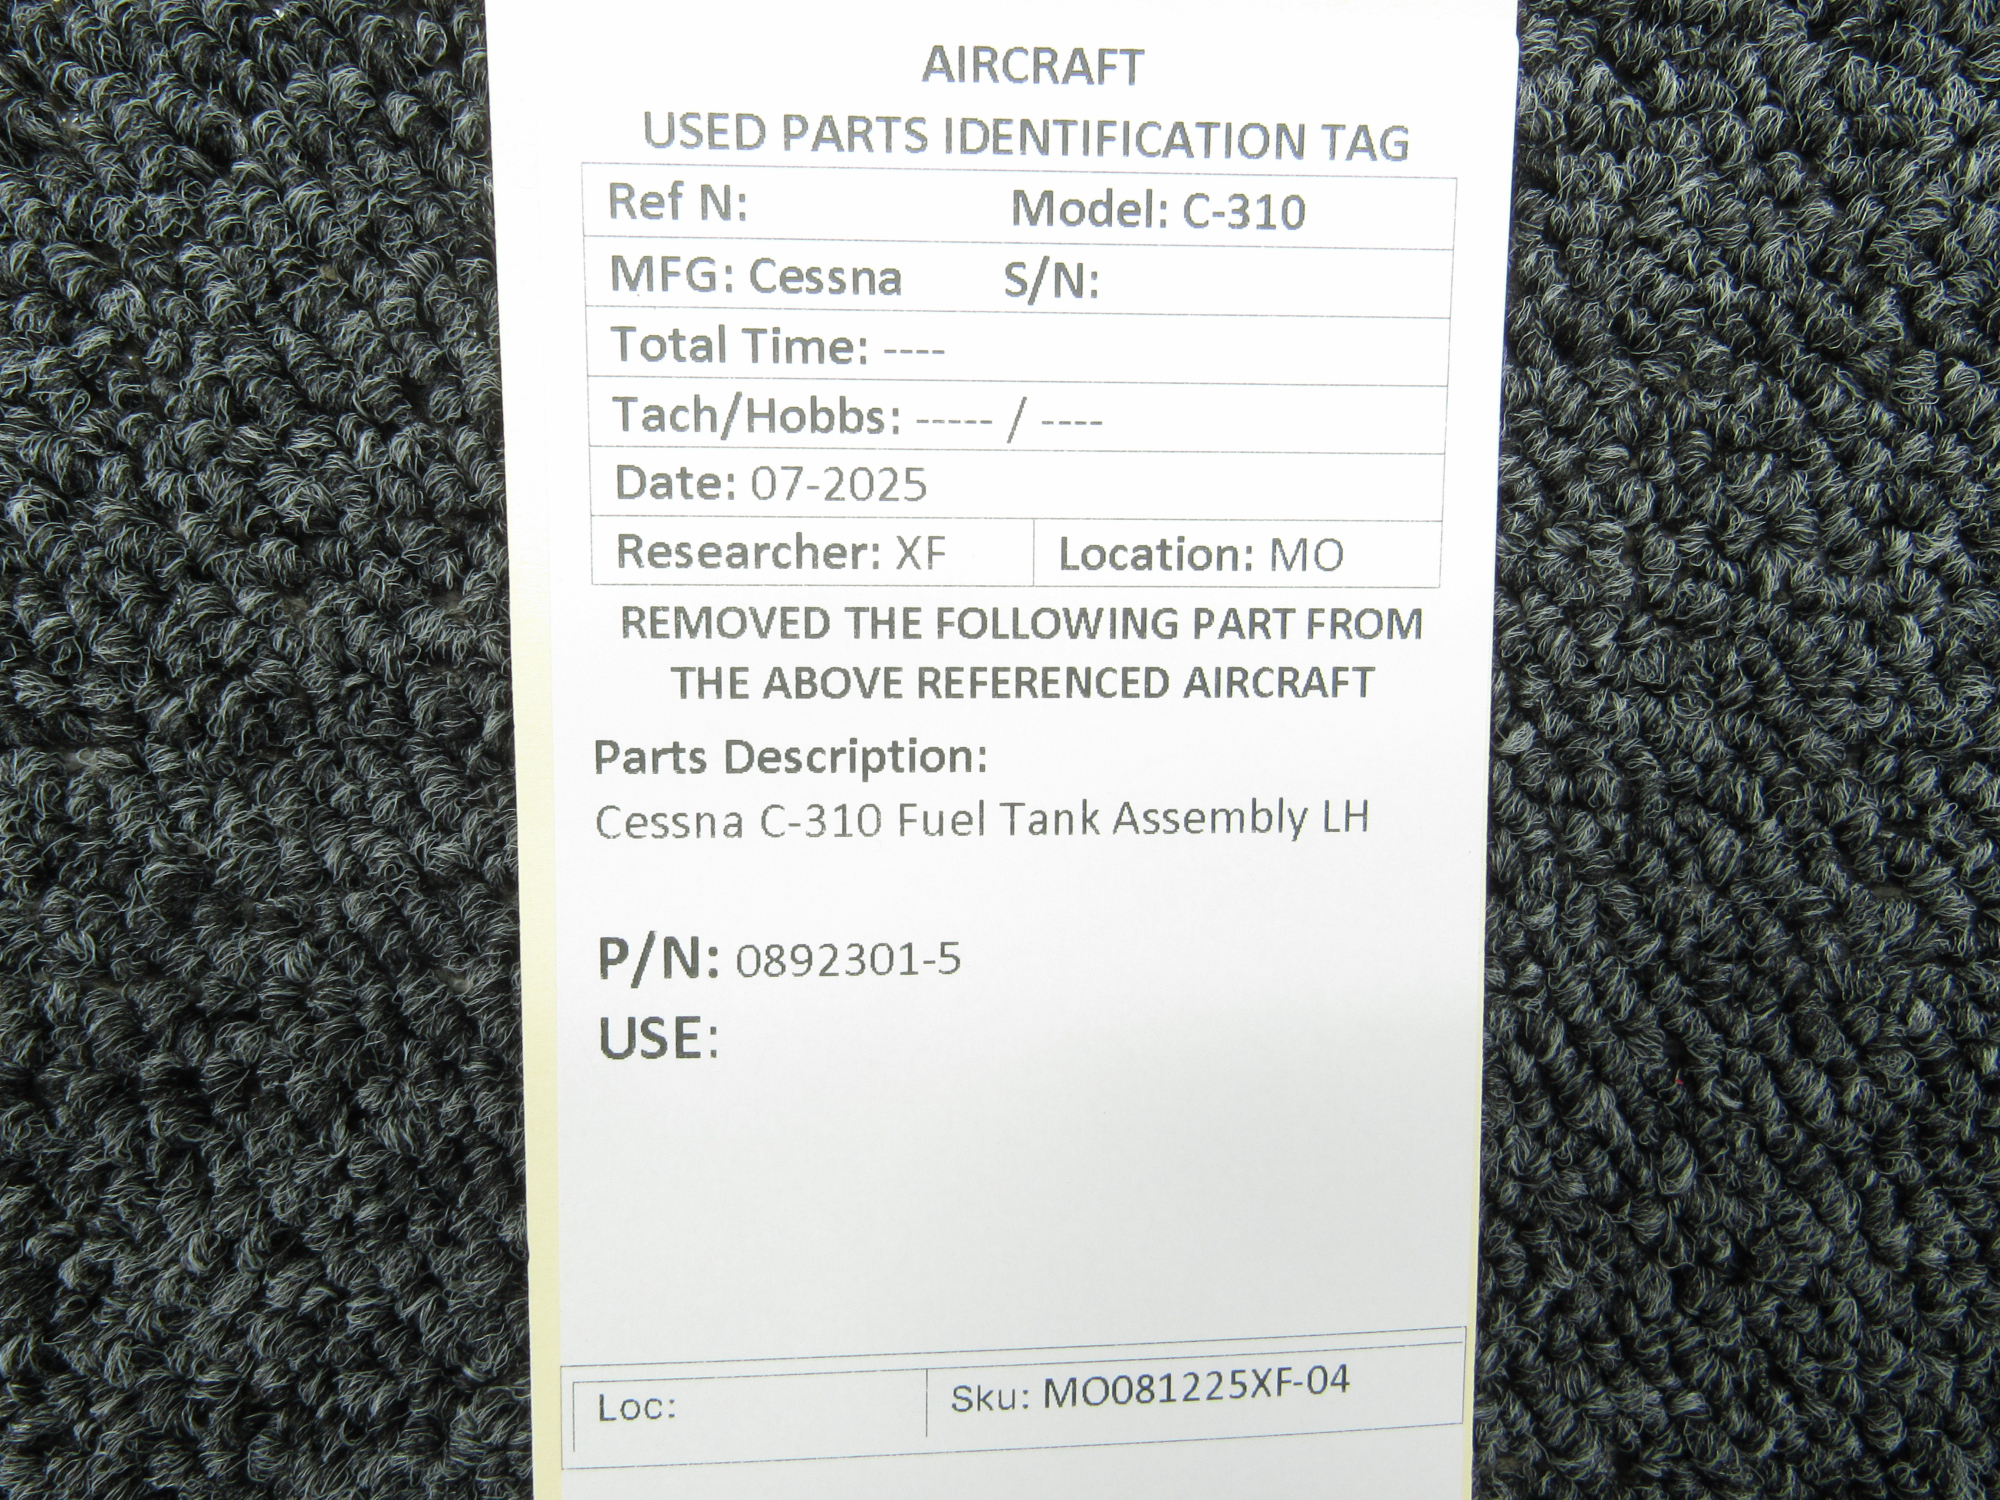 AIRCRAFT
USED PARTS IDENTIFICATION TAG
Ref N: Model: C-310
MFG: Cessna S/N:
Total Time: ----
Tach/Hobbs: ----- / ----
Date: 07-2025
Researcher: XF Location: MO
REMOVED THE FOLLOWING PART FROM
THE ABOVE REFERENCED AIRCRAFT
Parts Description:
Cessna C-310 Fuel Tank Assembly LH
P/N: 0892301-5
USE:
Loc: Sku: MO081225XF-04